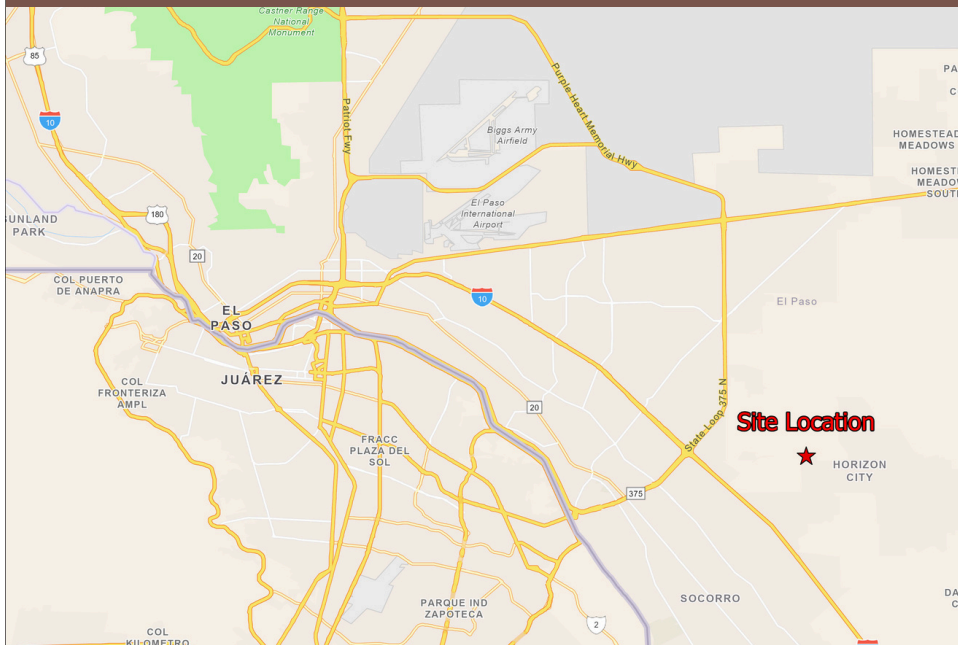 Castner Range
National
Monument
85
10
Patriot Fwy
Purple Heart Memorial Hwy
Biggs Army
Airfield
PA
C
HOMESTEAD
MEADOWS
HOMEST
MEADOW
SOUTH
El Paso
International
Airport
SUNLAND
PARK
180
20
COL PUERTO
DE ANAPRA
10
El Paso
EL
PASO
JUÁREZ
COL
FRONTERIZA
AMPL
20
State Loop 375 N
Site Location
FRACC
PLAZA DEL
SOL
HORIZON
CITY
375
PARQUE IND
ZAPOTECA
SOCORRO
DA
C
2
COL
KILOMETRO